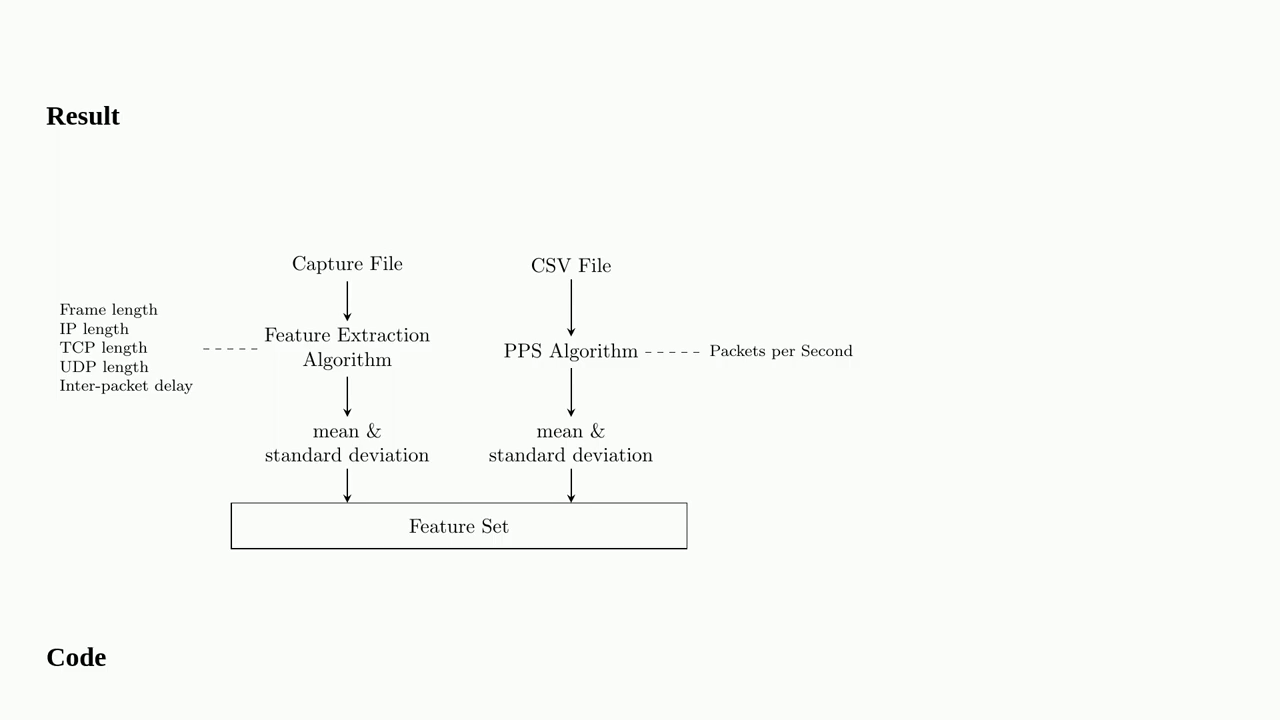 Result
Capture File
CSV File
Frame length
IP length
TCP length
UDP length
Inter-packet delay
Feature Extraction
Algorithm
PPS Algorithm
Packets per Second
mean &
standard deviation
mean &
standard deviation
Feature Set
Code